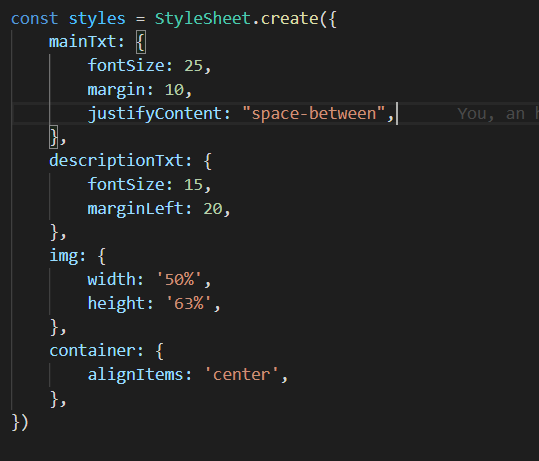 const styles = StyleSheet.create({
    mainTxt: {
        fontSize: 25,
        margin: 10,
        justifyContent: "space-between",    You, an
    },
    descriptionTxt: {
        fontSize: 15,
        marginLeft: 20,
    },
    img: {
        width: '50%',
        height: '63%',
    },
    container: {
        alignItems: 'center',
    },
})